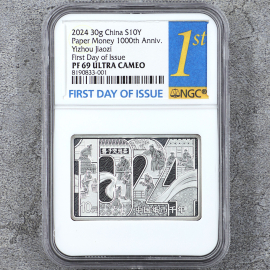 2024 30g China S10Y
Paper Money 1000th Anniv.
Yizhou Jiaozi
First Day of Issue
PF 69 ULTRA CAMEO
8190833-001
1st
FIRST DAY OF ISSUE
NGC
1024